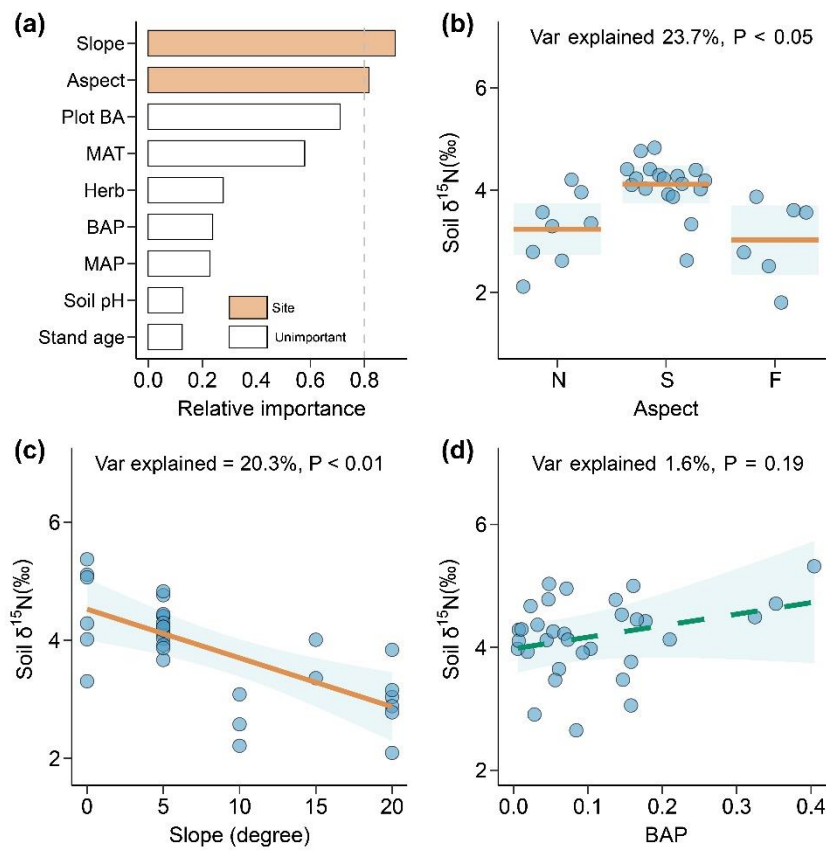 (a)
Slope
Aspect
Plot BA
MAT
Herb
BAP
MAP
Soil pH
Stand age
Site
Unimportant
0.0 0.2 0.4 0.6 0.8
Relative importance
(b)
Var explained 23.7%, P < 0.05
Soil δ¹⁵N(‰)
6
4
2
N S F
Aspect
(c)
Var explained = 20.3%, P < 0.01
Soil δ¹⁵N(‰)
6
4
2
0 5 10 15 20
Slope (degree)
(d)
Var explained 1.6%, P = 0.19
Soil δ¹⁵N(‰)
6
4
2
0.0 0.1 0.2 0.3 0.4
BAP